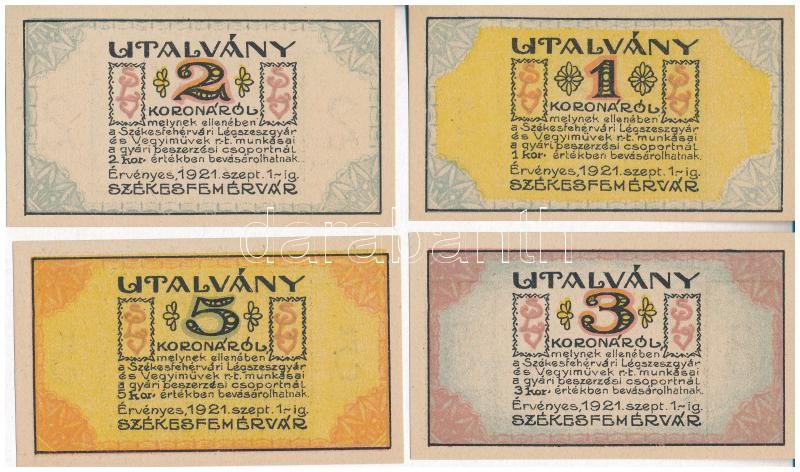 UTALVÁNY
2
KORONÁRÓL
melynek ellenében
a Székesfehérvári Légszeszgyár
és Vegyiművek r.t. munkásai
a gyári beszerzési csoportnál
2 kor. értékben bevásárolhatnak.
Érvényes, 1921. szept. 1-ig.
SZÉKESFEHÉRVÁR
UTALVÁNY
1
KORONÁRÓL
melynek ellenében
a Székesfehérvári Légszeszgyár
és Vegyiművek r.t. munkásai
a gyári beszerzési csoportnál
1 kor. értékben bevásárolhatnak.
Érvényes, 1921. szept. 1-ig.
SZÉKESFEHÉRVÁR
UTALVÁNY
5
KORONÁRÓL
melynek ellenében
a Székesfehérvári Légszeszgyár
és Vegyiművek r.t. munkásai
a gyári beszerzési csoportnál
5 kor. értékben bevásárolhatnak.
Érvényes, 1921. szept. 1-ig.
SZÉKESFEHÉRVÁR
UTALVÁNY
3
KORONÁRÓL
melynek ellenében
a Székesfehérvári Légszeszgyár
és Vegyiművek r.t. munkásai
a gyári beszerzési csoportnál
3 kor. értékben bevásárolhatnak.
Érvényes, 1921. szept. 1-ig.
SZÉKESFEHÉRVÁR
darabanth